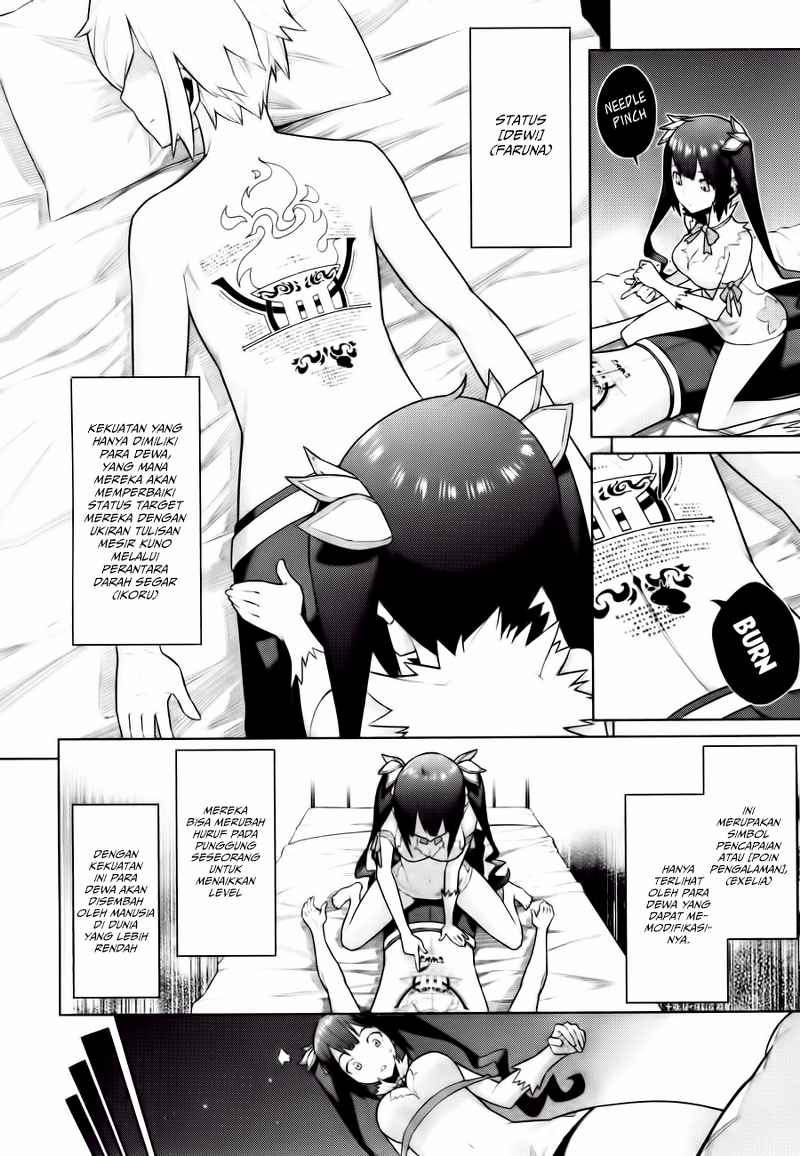 STATUS
[DEWI]
(FARUNA)
NEEDLE
PINCH
KEKUATAN YANG
HANYA DIMILIKI
PARA DEWA,
YANG MANA
MEREKA AKAN
MEMPERBAIKI
STATUS TARGET
MEREKA DENGAN
UKIRAN TULISAN
MESIR KUNO
MELALUI
PERANTARA
DARAH SEGAR
(IKORU)
BURN
INI
MERUPAKAN
SIMBOL
PENCAPAIAN
ATAU [POIN
PENGALAMAN],
(EXELIA)
HANYA
TERLIHAT
OLEH PARA
DEWA YANG
DAPAT ME-
MODIFIKASI-
NYA.
MEREKA
BISA MERUBAH
HURUF PADA
PUNGGUNG
SESEORANG
UNTUK
MENAIKKAN
LEVEL
DENGAN
KEKUATAN
INI PARA
DEWA AKAN
DISEMBAH
OLEH MANUSIA
DI DUNIA
YANG LEBIH
RENDAH